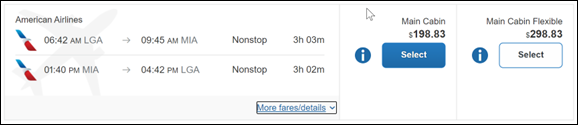 American Airlines
06:42 AM LGA → 09:45 AM MIA Nonstop 3h 03m
01:40 PM MIA → 04:42 PM LGA Nonstop 3h 02m
More fares/details
Main Cabin
$198.83
Select
Main Cabin Flexible
$298.83
Select